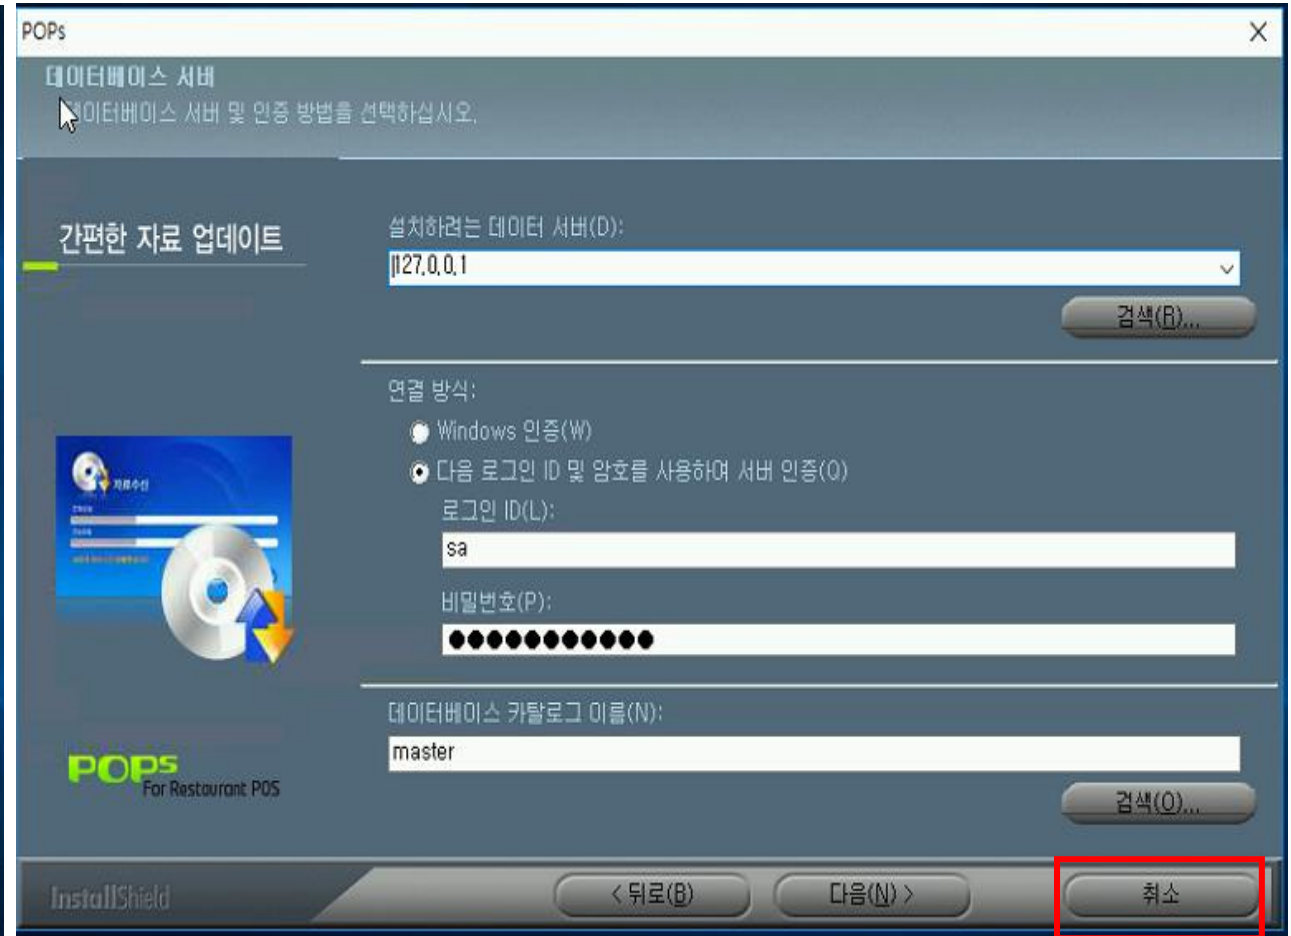 POPs
데이터베이스 서버
데이터베이스 서버 및 인증 방법을 선택하십시오.
간편한 자료 업데이트
설치하려는 데이터 서버(D):
127.0.0.1
검색(R)...
연결 방식:
Windows 인증(W)
다음 로그인 ID 및 암호를 사용하여 서버 인증(Q)
로그인 ID(L):
sa
자료수신
비밀번호(P):
●●●●●●●●●●●
데이터베이스 카탈로그 이름(N):
master
POPs
For Restaurant POS
검색(O)...
InstallShield
< 뒤로(B)
다음(N) >
취소